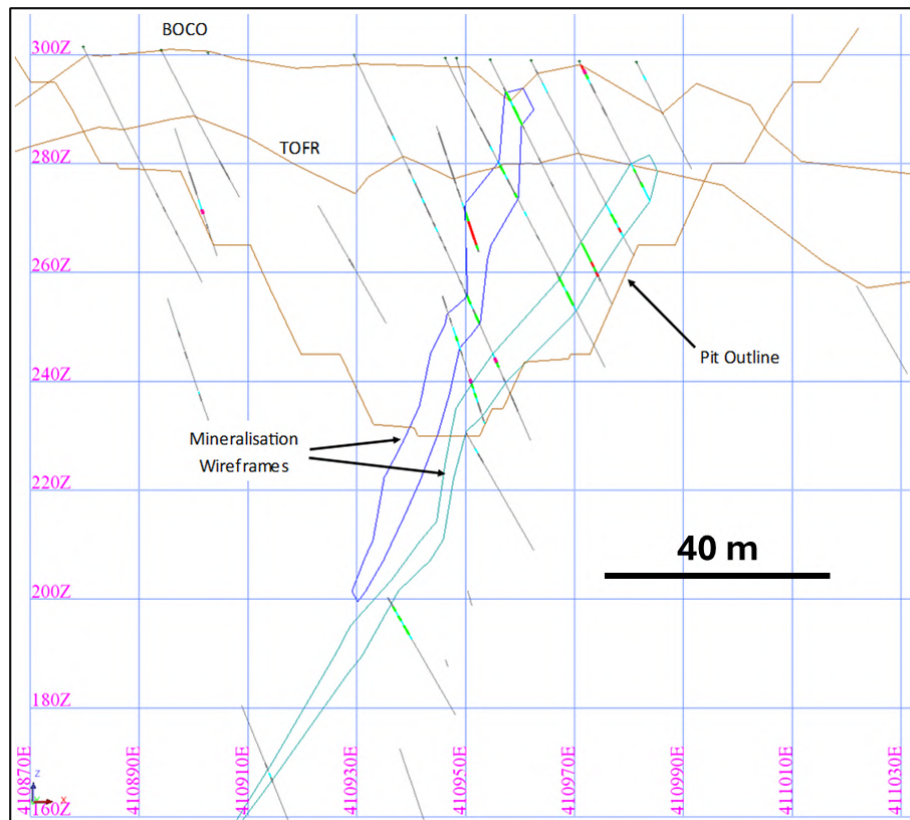 BOCO
300Z
TOFR
280Z
260Z
Pit Outline
240Z
Mineralisation
Wireframes
220Z
40 m
200Z
180Z
160Z
410870E
410890E
410910E
410930E
410950E
410970E
410990E
411010E
411030E
z
x